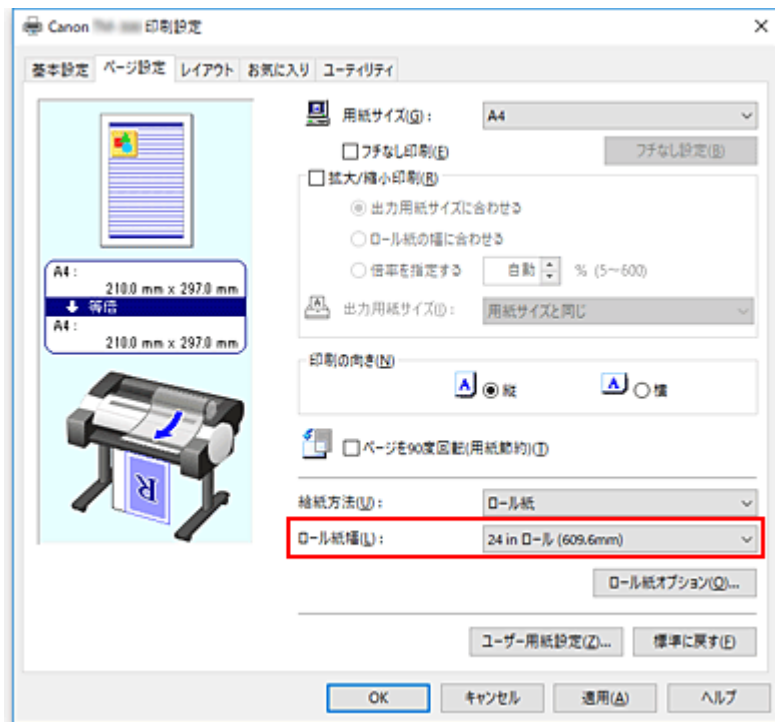 Canon 印刷設定
基本設定 ページ設定 レイアウト お気に入り ユーティリティ
用紙サイズ(G): A4
フチなし印刷(E) フチなし設定(B)
拡大/縮小印刷(R)
出力用紙サイズに合わせる
ロール紙の幅に合わせる
倍率を指定する 自動 % (5~600)
出力用紙サイズ(I): 用紙サイズと同じ
A4 :
210.0 mm x 297.0 mm
等倍
A4 :
210.0 mm x 297.0 mm
印刷の向き(N)
A 縦 A 横
ページを90度回転(用紙節約)(T)
R
給紙方法(U): ロール紙
ロール紙幅(L): 24 in ロール (609.6mm)
ロール紙オプション(O)...
ユーザー用紙設定(Z)... 標準に戻す(F)
OK キャンセル 適用(A) ヘルプ